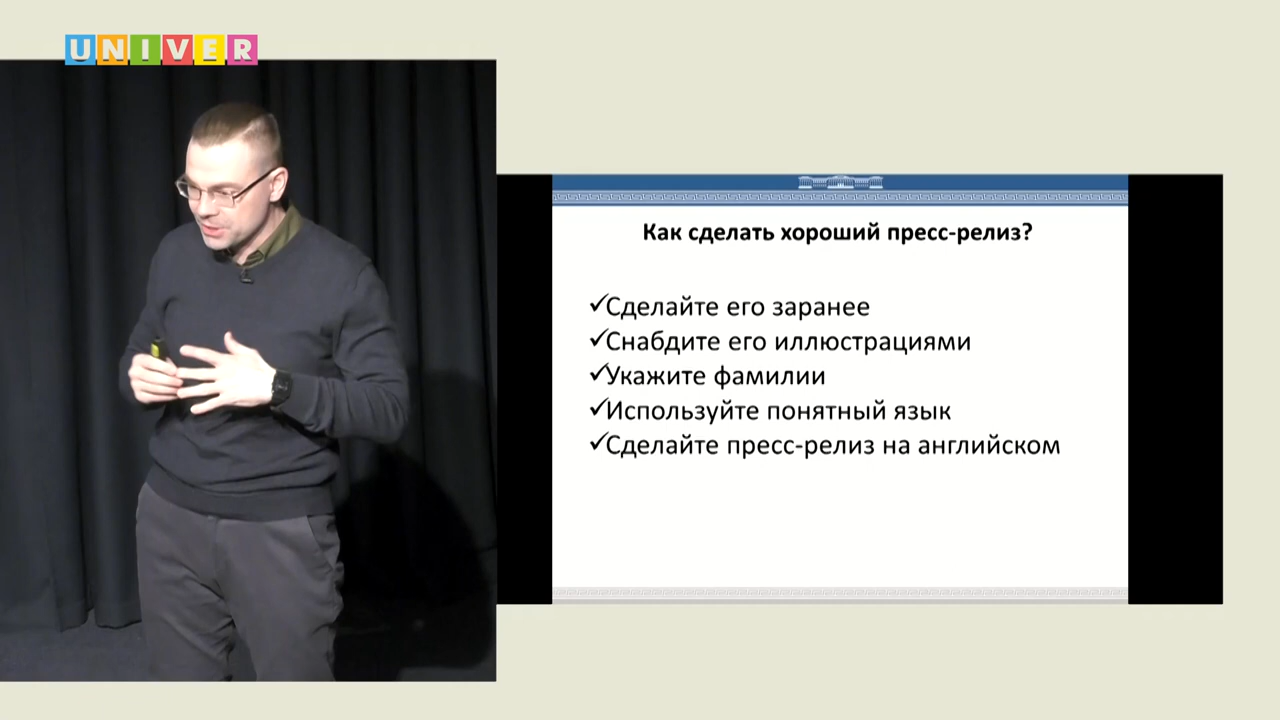 UNIVER
Как сделать хороший пресс-релиз?
✓Сделайте его заранее
✓Снабдите его иллюстрациями
✓Укажите фамилии
✓Используйте понятный язык
✓Сделайте пресс-релиз на английском